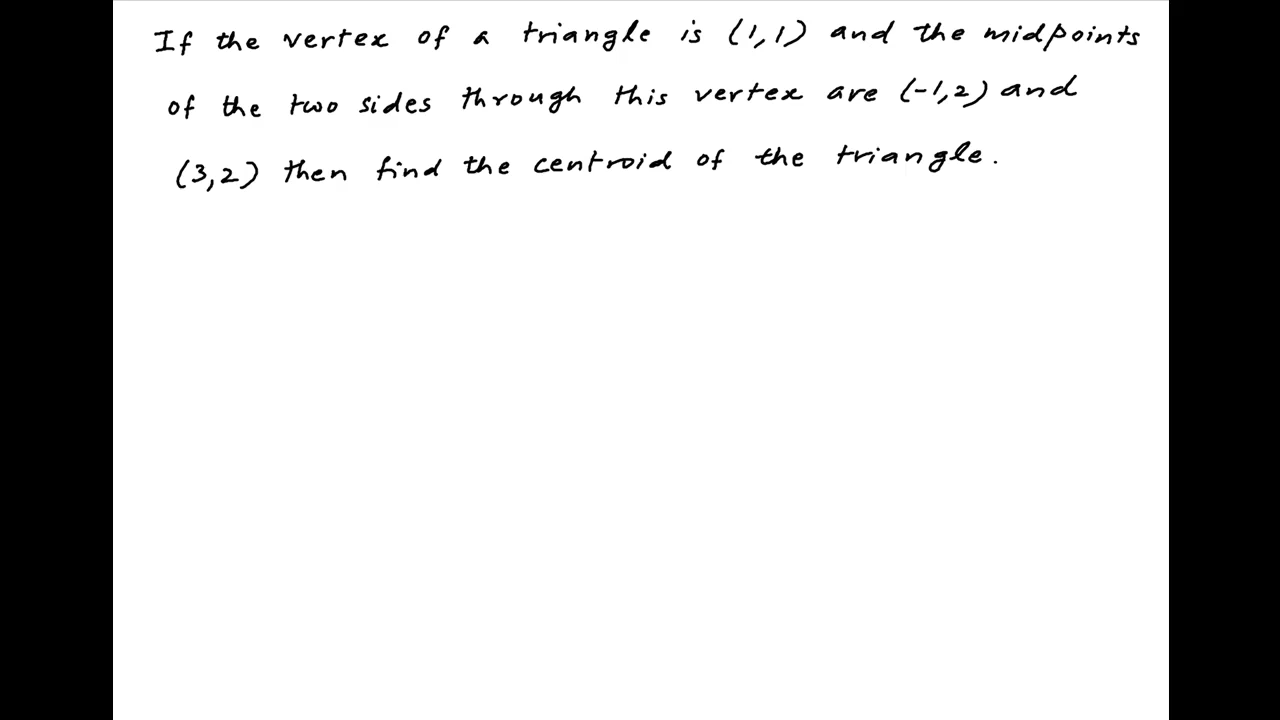 If the vertex of a triangle is (1,1) and the midpoints
of the two sides through this vertex are (-1,2) and
(3,2) then find the centroid of the triangle.